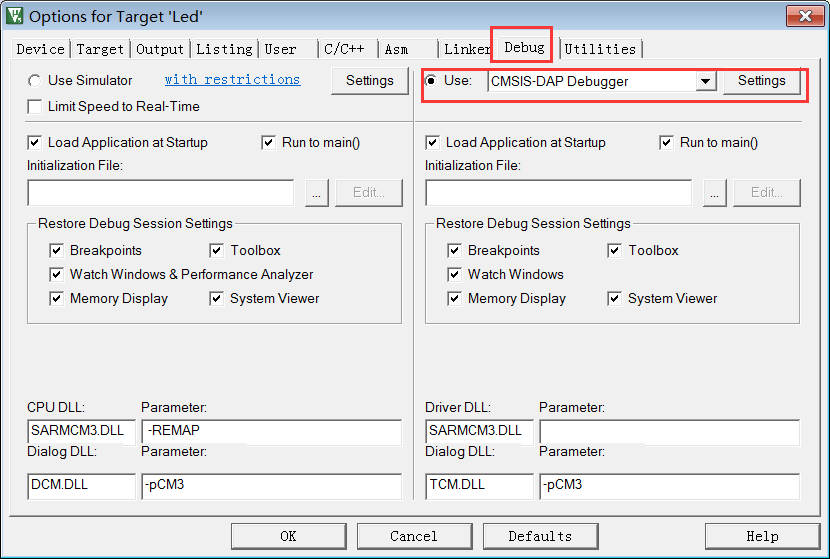 Options for Target 'Led'
Device Target Output Listing User C/C++ Asm Linker Debug Utilities
Use Simulator with restrictions Settings
Limit Speed to Real-Time
Use: CMSIS-DAP Debugger Settings
Load Application at Startup Run to main()
Initialization File:
... Edit...
Restore Debug Session Settings
Breakpoints Toolbox
Watch Windows & Performance Analyzer
Memory Display System Viewer
Load Application at Startup Run to main()
Initialization File:
... Edit...
Restore Debug Session Settings
Breakpoints Toolbox
Watch Windows
Memory Display System Viewer
CPU DLL: Parameter:
SARMCM3.DLL -REMAP
Dialog DLL: Parameter:
DCM.DLL -pCM3
Driver DLL: Parameter:
SARMCM3.DLL
Dialog DLL: Parameter:
TCM.DLL -pCM3
OK Cancel Defaults Help